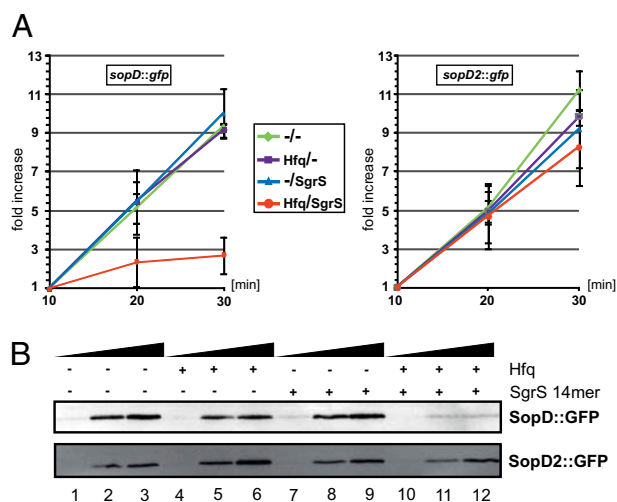 A
sopD::gfp
sopD2::gfp
13
11
9
7
5
3
1
fold increase
10
20
30
[min]
-/-
Hfq/-
-/SgrS
Hfq/SgrS
13
11
9
7
5
3
1
fold increase
10
20
30
[min]
B
- - - + + + - - - + + + Hfq
- - - - - - + + + + + + SgrS 14mer
SopD::GFP
SopD2::GFP
1 2 3 4 5 6 7 8 9 10 11 12